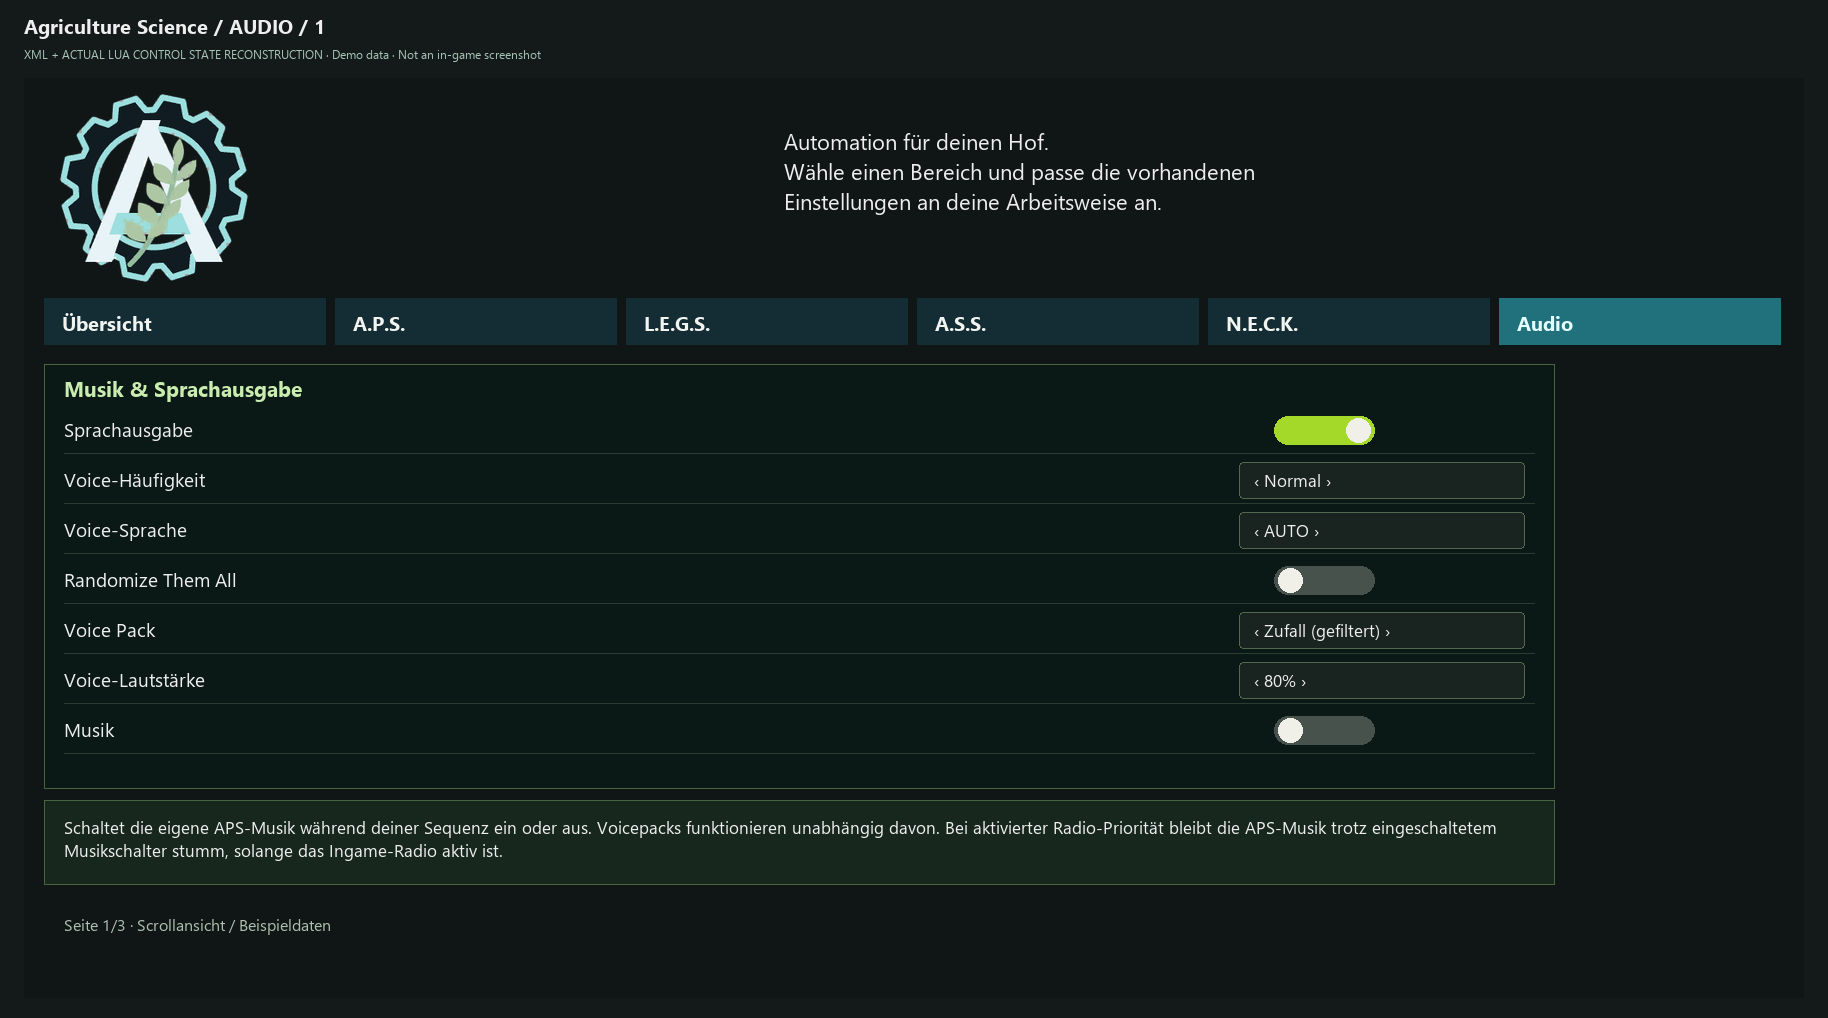 Agriculture Science / AUDIO / 1
XML + ACTUAL LUA CONTROL STATE RECONSTRUCTION · Demo data · Not an in-game screenshot
Automation für deinen Hof.
Wähle einen Bereich und passe die vorhandenen
Einstellungen an deine Arbeitsweise an.
Übersicht A.P.S. L.E.G.S. A.S.S. N.E.C.K. Audio
Musik & Sprachausgabe
Sprachausgabe
Voice-Häufigkeit ‹ Normal ›
Voice-Sprache ‹ AUTO ›
Randomize Them All
Voice Pack ‹ Zufall (gefiltert) ›
Voice-Lautstärke ‹ 80% ›
Musik
Schaltet die eigene APS-Musik während deiner Sequenz ein oder aus. Voicepacks funktionieren unabhängig davon. Bei aktivierter Radio-Priorität bleibt die APS-Musik trotz eingeschaltetem
Musikschalter stumm, solange das Ingame-Radio aktiv ist.
Seite 1/3 · Scrollansicht / Beispieldaten